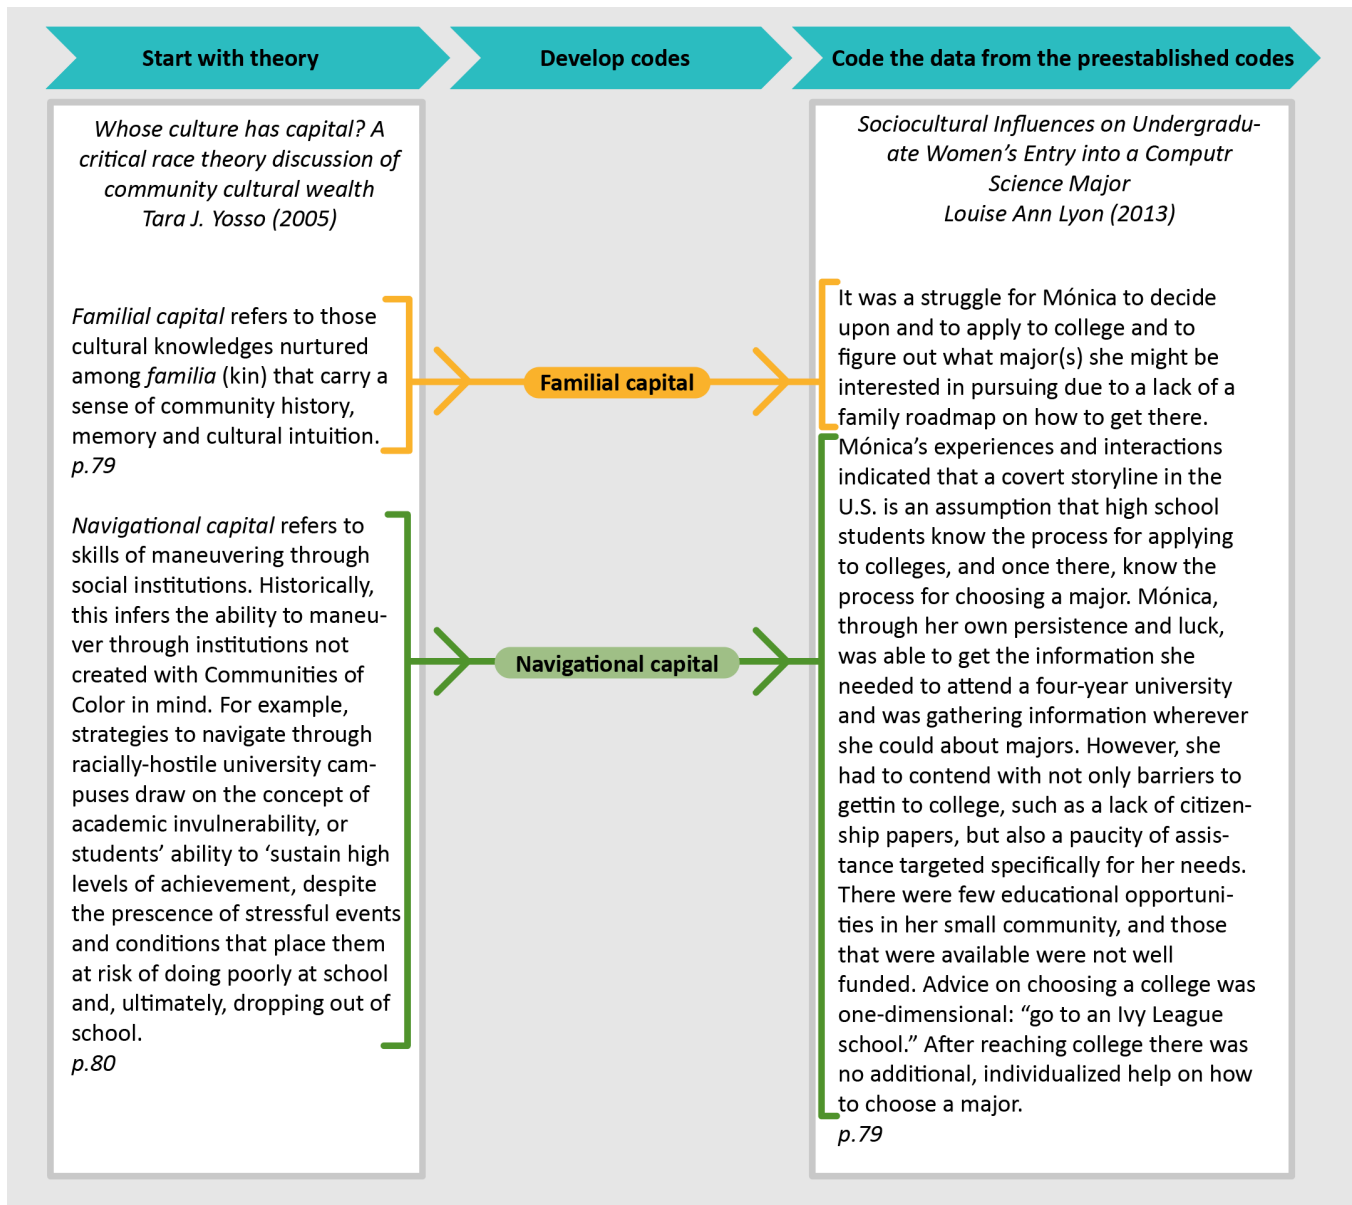 Start with theory
Develop codes
Code the data from the preestablished codes
Whose culture has capital? A
critical race theory discussion of
community cultural wealth
Tara J. Yosso (2005)
Familial capital refers to those
cultural knowledges nurtured
among familia (kin) that carry a
sense of community history,
memory and cultural intuition.
p.79
Navigational capital refers to
skills of maneuvering through
social institutions. Historically,
this infers the ability to maneu-
ver through institutions not
created with Communities of
Color in mind. For example,
strategies to navigate through
racially-hostile university cam-
puses draw on the concept of
academic invulnerability, or
students’ ability to ‘sustain high
levels of achievement, despite
the prescence of stressful events
and conditions that place them
at risk of doing poorly at school
and, ultimately, dropping out of
school.
p.80
Familial capital
Navigational capital
Sociocultural Influences on Undergradu-
ate Women’s Entry into a Computr
Science Major
Louise Ann Lyon (2013)
It was a struggle for Mónica to decide
upon and to apply to college and to
figure out what major(s) she might be
interested in pursuing due to a lack of a
family roadmap on how to get there.
Mónica’s experiences and interactions
indicated that a covert storyline in the
U.S. is an assumption that high school
students know the process for applying
to colleges, and once there, know the
process for choosing a major. Mónica,
through her own persistence and luck,
was able to get the information she
needed to attend a four-year university
and was gathering information wherever
she could about majors. However, she
had to contend with not only barriers to
gettin to college, such as a lack of citizen-
ship papers, but also a paucity of assis-
tance targeted specifically for her needs.
There were few educational opportuni-
ties in her small community, and those
that were available were not well
funded. Advice on choosing a college was
one-dimensional: “go to an Ivy League
school.” After reaching college there was
no additional, individualized help on how
to choose a major.
p.79